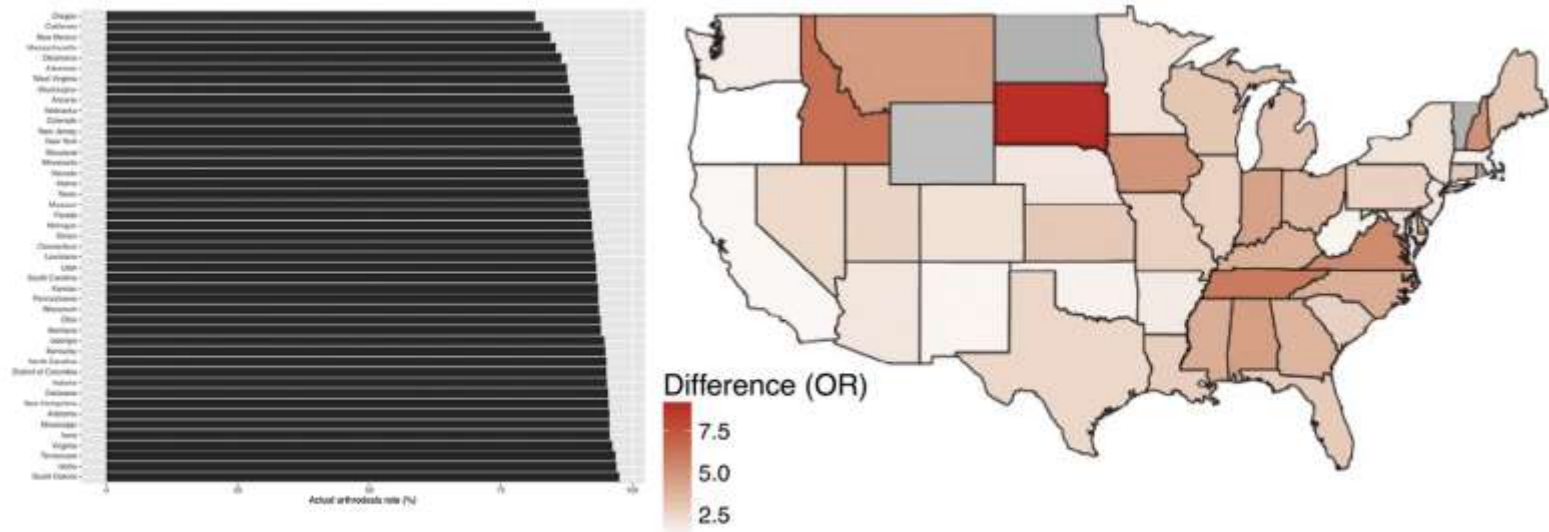 Oregon
California
New Mexico
Massachusetts
Oklahoma
Arkansas
West Virginia
Washington
Arizona
Nebraska
Colorado
New Jersey
New York
Maryland
Minnesota
Nevada
Maine
Texas
Missouri
Florida
Michigan
Illinois
Connecticut
Louisiana
USA
South Carolina
Kansas
Pennsylvania
Wisconsin
Ohio
Montana
Georgia
Kentucky
North Carolina
District of Columbia
Indiana
Delaware
New Hampshire
Alabama
Mississippi
Iowa
Virginia
Tennessee
Idaho
South Dakota
0 25 50 75 100
Actual arthrodesis rate (%)
Difference (OR)
7.5
5.0
2.5